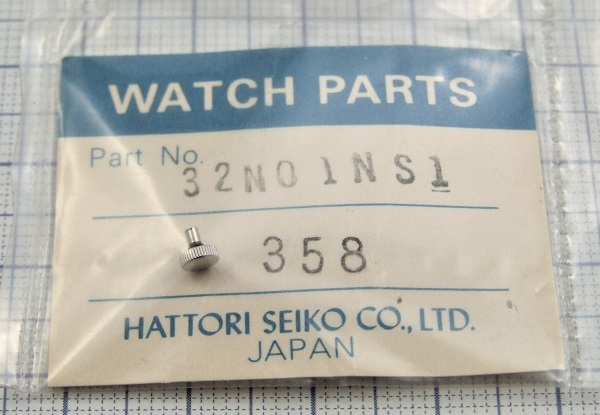 WATCH PARTS
Part No. 32N01NS1
358
HATTORI SEIKO CO., LTD.
JAPAN